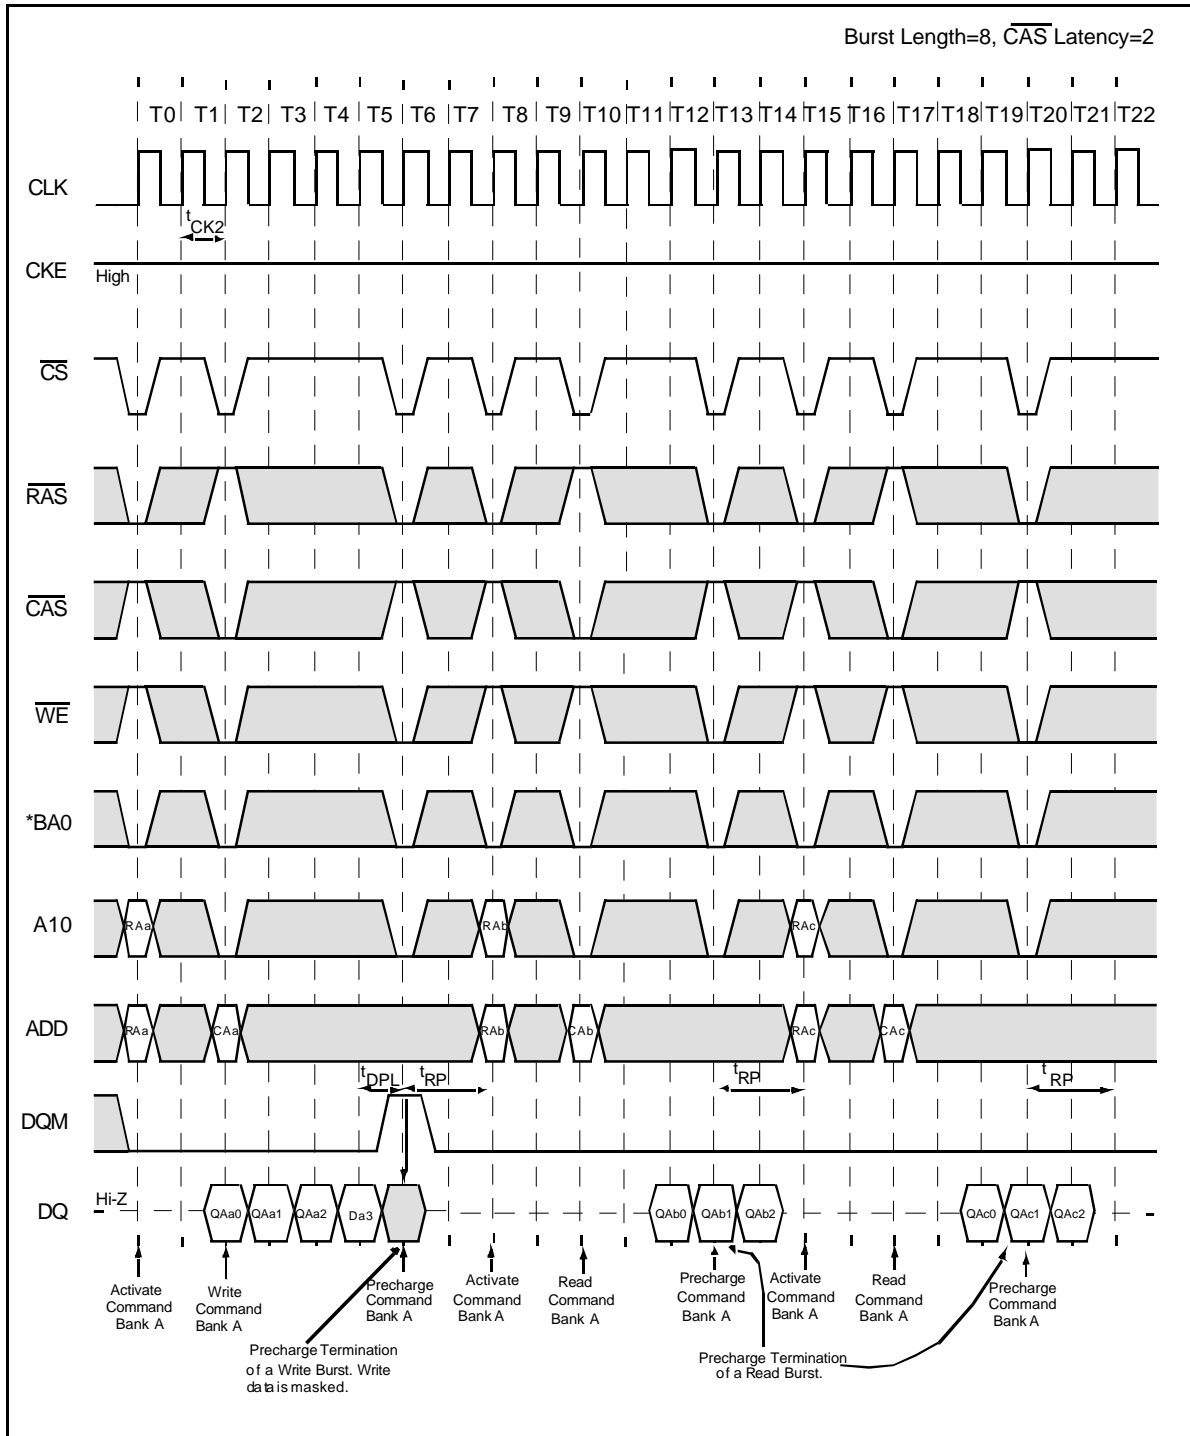 Burst Length=8, CAS Latency=2
T0 T1 T2 T3 T4 T5 T6 T7 T8 T9 T10 T11 T12 T13 T14 T15 T16 T17 T18 T19 T20 T21 T22
CLK
tCK2
CKE
High
CS
RAS
CAS
WE
*BA0
A10
RAa RAb RAc
ADD
RAa CAa RAb CAb RAc CAc
tDPL tRP tRP tRP
DQM
DQ
Hi-Z
QAa0 QAa1 QAa2 Da3 QAb0 QAb1 QAb2 QAc0 QAc1 QAc2
Activate
Command
Bank A
Write
Command
Bank A
Precharge
Command
Bank A
Activate
Command
Bank A
Read
Command
Bank A
Precharge
Command
Bank A
Activate
Command
Bank A
Read
Command
Bank A
Precharge
Command
Bank A
Precharge Termination
of a Write Burst. Write
data is masked.
Precharge Termination
of a Read Burst.